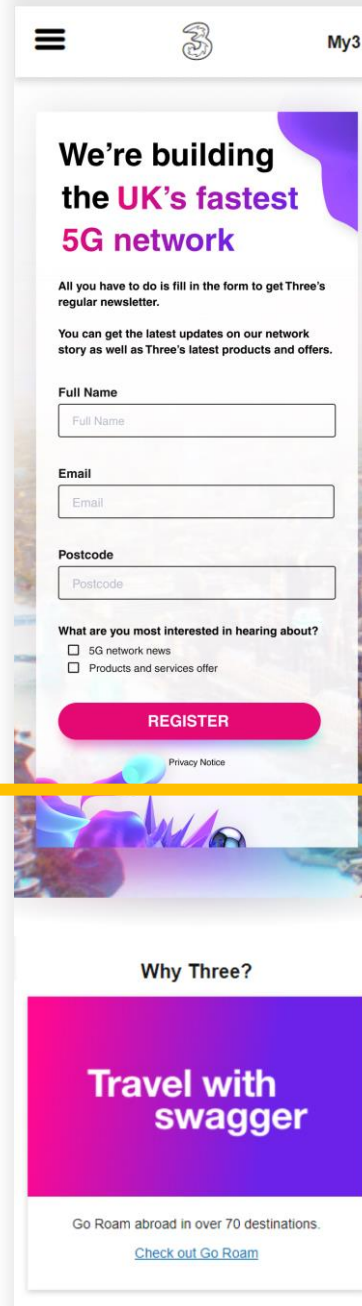 3
My3
We're building
the UK's fastest
5G network
All you have to do is fill in the form to get Three's
regular newsletter.
You can get the latest updates on our network
story as well as Three's latest products and offers.
Full Name
Full Name
Email
Email
Postcode
Postcode
What are you most interested in hearing about?
5G network news
Products and services offer
REGISTER
Privacy Notice
Why Three?
Travel with
swagger
Go Roam abroad in over 70 destinations.
Check out Go Roam